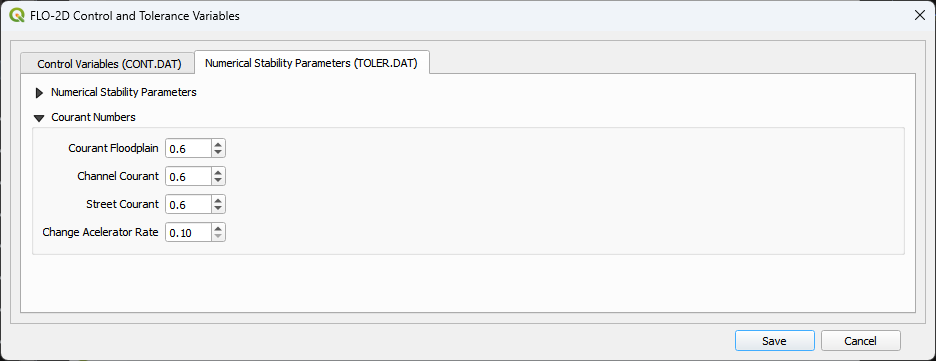 FLO-2D Control and Tolerance Variables
Control Variables (CONT.DAT) Numerical Stability Parameters (TOLER.DAT)
Numerical Stability Parameters
Courant Numbers
Courant Floodplain 0.6
Channel Courant 0.6
Street Courant 0.6
Change Acelerator Rate 0.10
Save Cancel